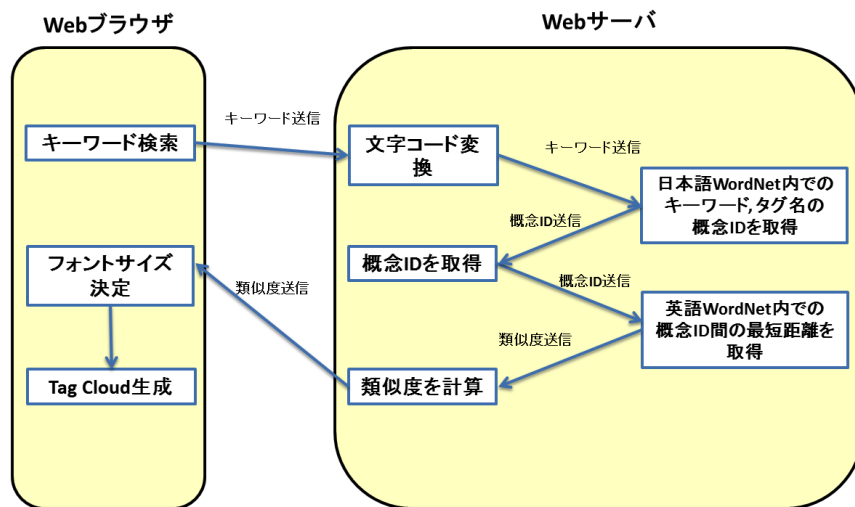 Webブラウザ
Webサーバ
キーワード検索
キーワード送信
文字コード変
換
キーワード送信
日本語WordNet内での
キーワード,タグ名の
概念IDを取得
概念ID送信
概念IDを取得
フォントサイズ
決定
類似度送信
概念ID送信
英語WordNet内での
概念ID間の最短距離を
取得
類似度送信
類似度を計算
Tag Cloud生成